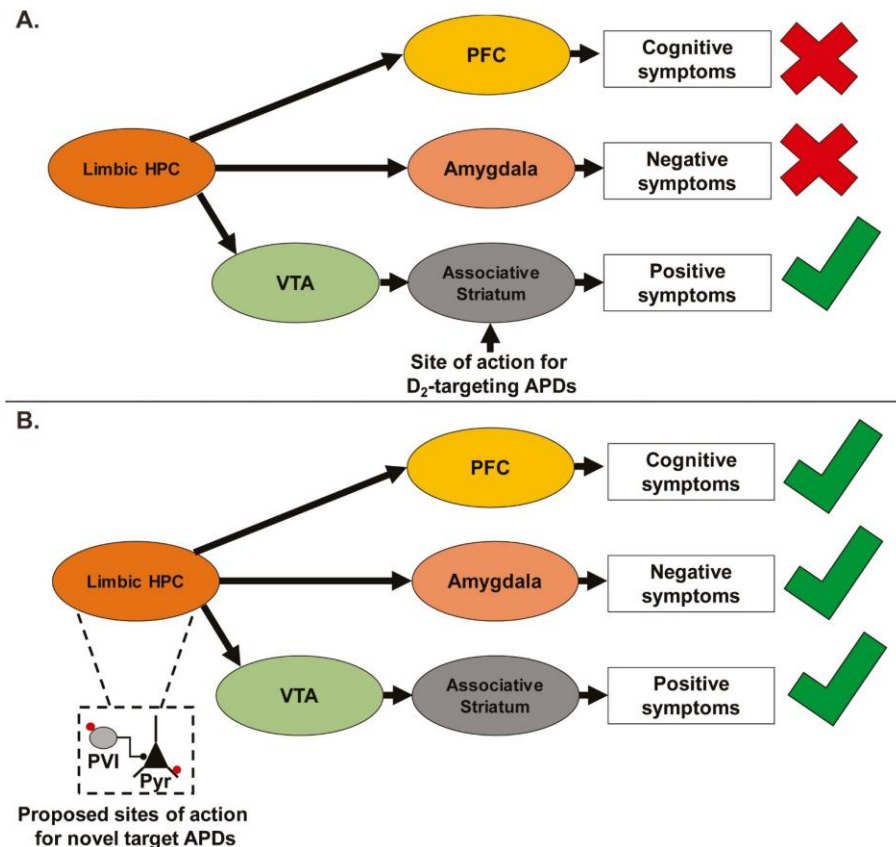 A.
PFC
Cognitive
symptoms
Limbic HPC
Amygdala
Negative
symptoms
VTA
Associative
Striatum
Positive
symptoms
Site of action for
D₂-targeting APDs
B.
PFC
Cognitive
symptoms
Limbic HPC
Amygdala
Negative
symptoms
VTA
Associative
Striatum
Positive
symptoms
PVI
Pyr
Proposed sites of action
for novel target APDs